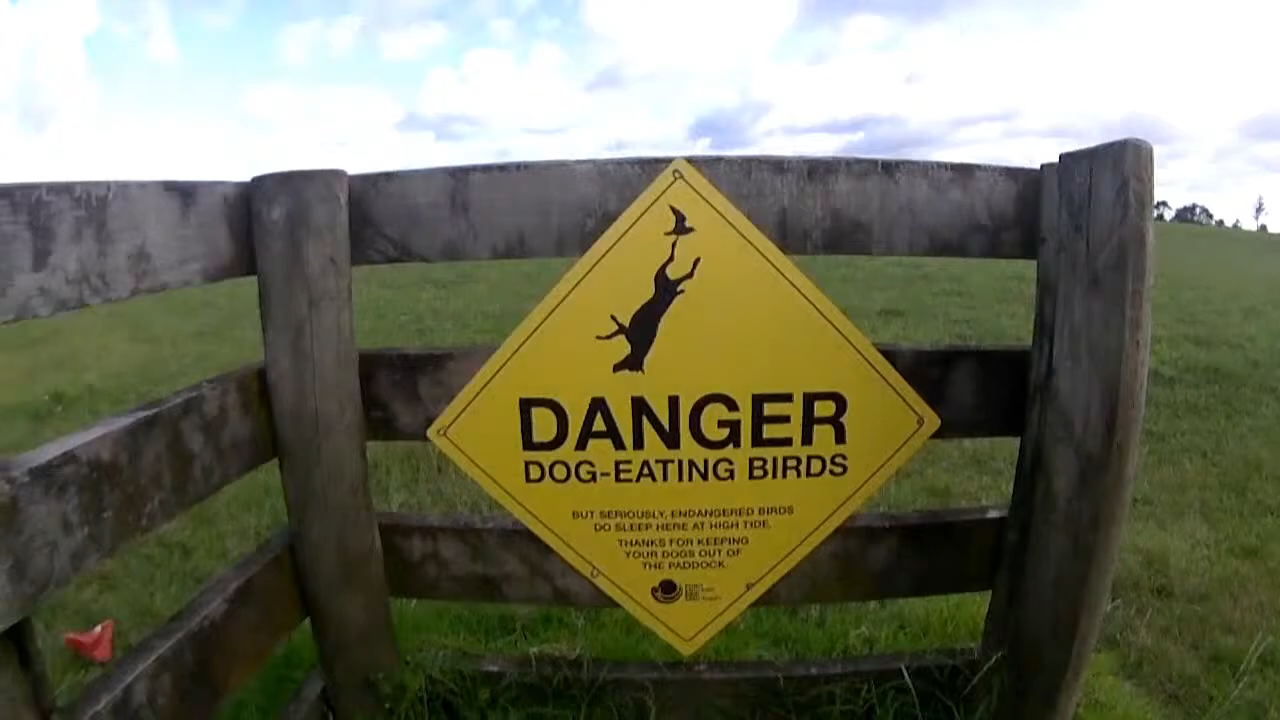 DANGER
DOG-EATING BIRDS
BUT SERIOUSLY, ENDANGERED BIRDS
DO SLEEP HERE AT HIGH TIDE.
THANKS FOR KEEPING
YOUR DOGS OUT OF
THE PADDOCK.